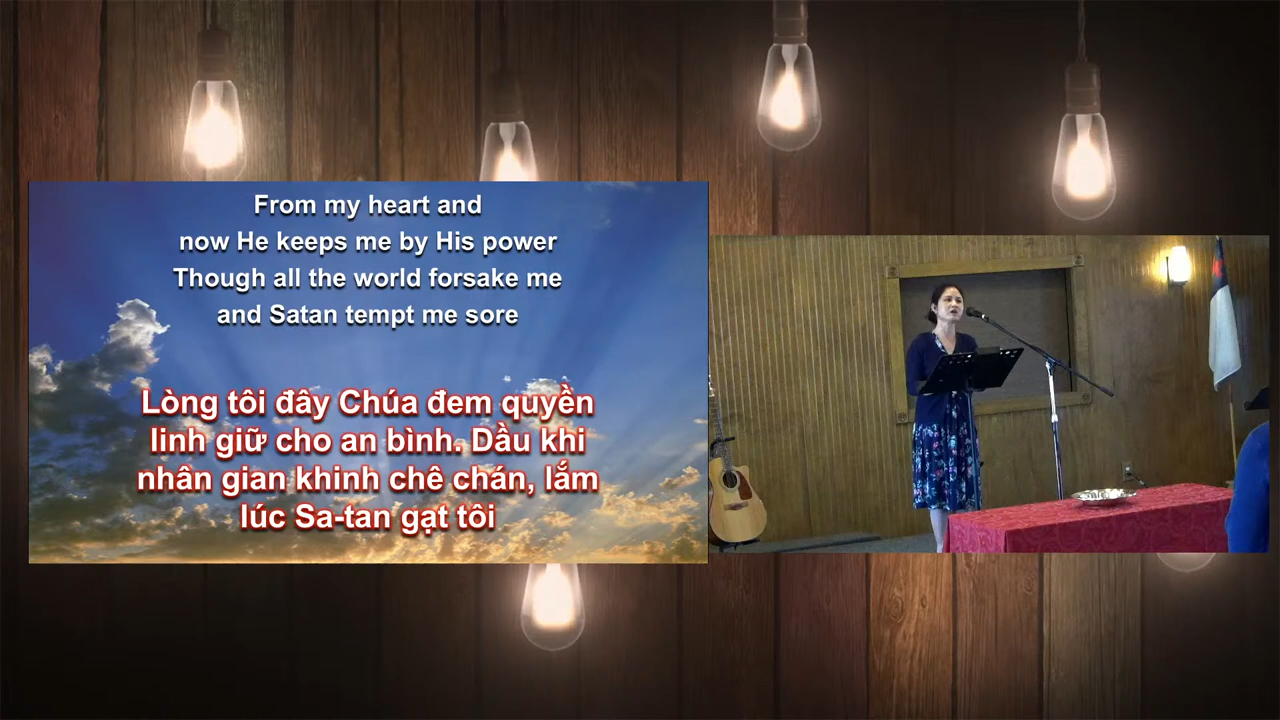 From my heart and
now He keeps me by His power
Though all the world forsake me
and Satan tempt me sore
Lòng tôi đây Chúa đem quyền
linh giữ cho an bình. Dầu khi
nhân gian khinh chê chán, lắm
lúc Sa-tan gạt tôi